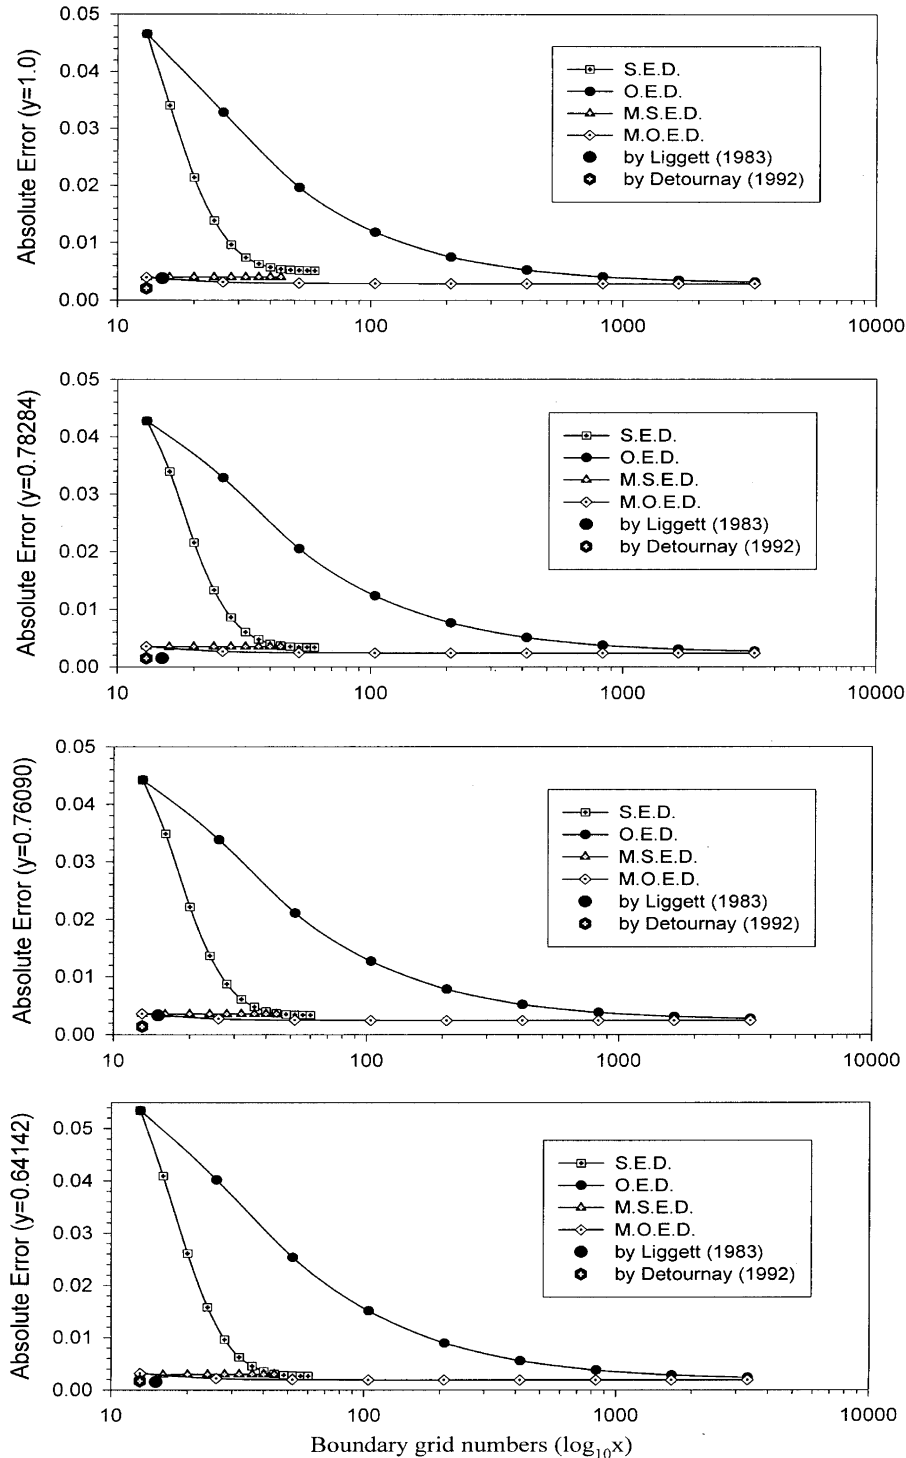 Absolute Error (y=1.0)
0.05
0.04
0.03
0.02
0.01
0.00
10
100
1000
10000
S.E.D.
O.E.D.
M.S.E.D.
M.O.E.D.
by Liggett (1983)
by Detournay (1992)
Absolute Error (y=0.78284)
0.05
0.04
0.03
0.02
0.01
0.00
10
100
1000
10000
S.E.D.
O.E.D.
M.S.E.D.
M.O.E.D.
by Liggett (1983)
by Detournay (1992)
Absolute Error (y=0.76090)
0.05
0.04
0.03
0.02
0.01
0.00
10
100
1000
10000
S.E.D.
O.E.D.
M.S.E.D.
M.O.E.D.
by Liggett (1983)
by Detournay (1992)
Absolute Error (y=0.64142)
0.05
0.04
0.03
0.02
0.01
0.00
10
100
1000
10000
S.E.D.
O.E.D.
M.S.E.D.
M.O.E.D.
by Liggett (1983)
by Detournay (1992)
Boundary grid numbers (log₁₀x)